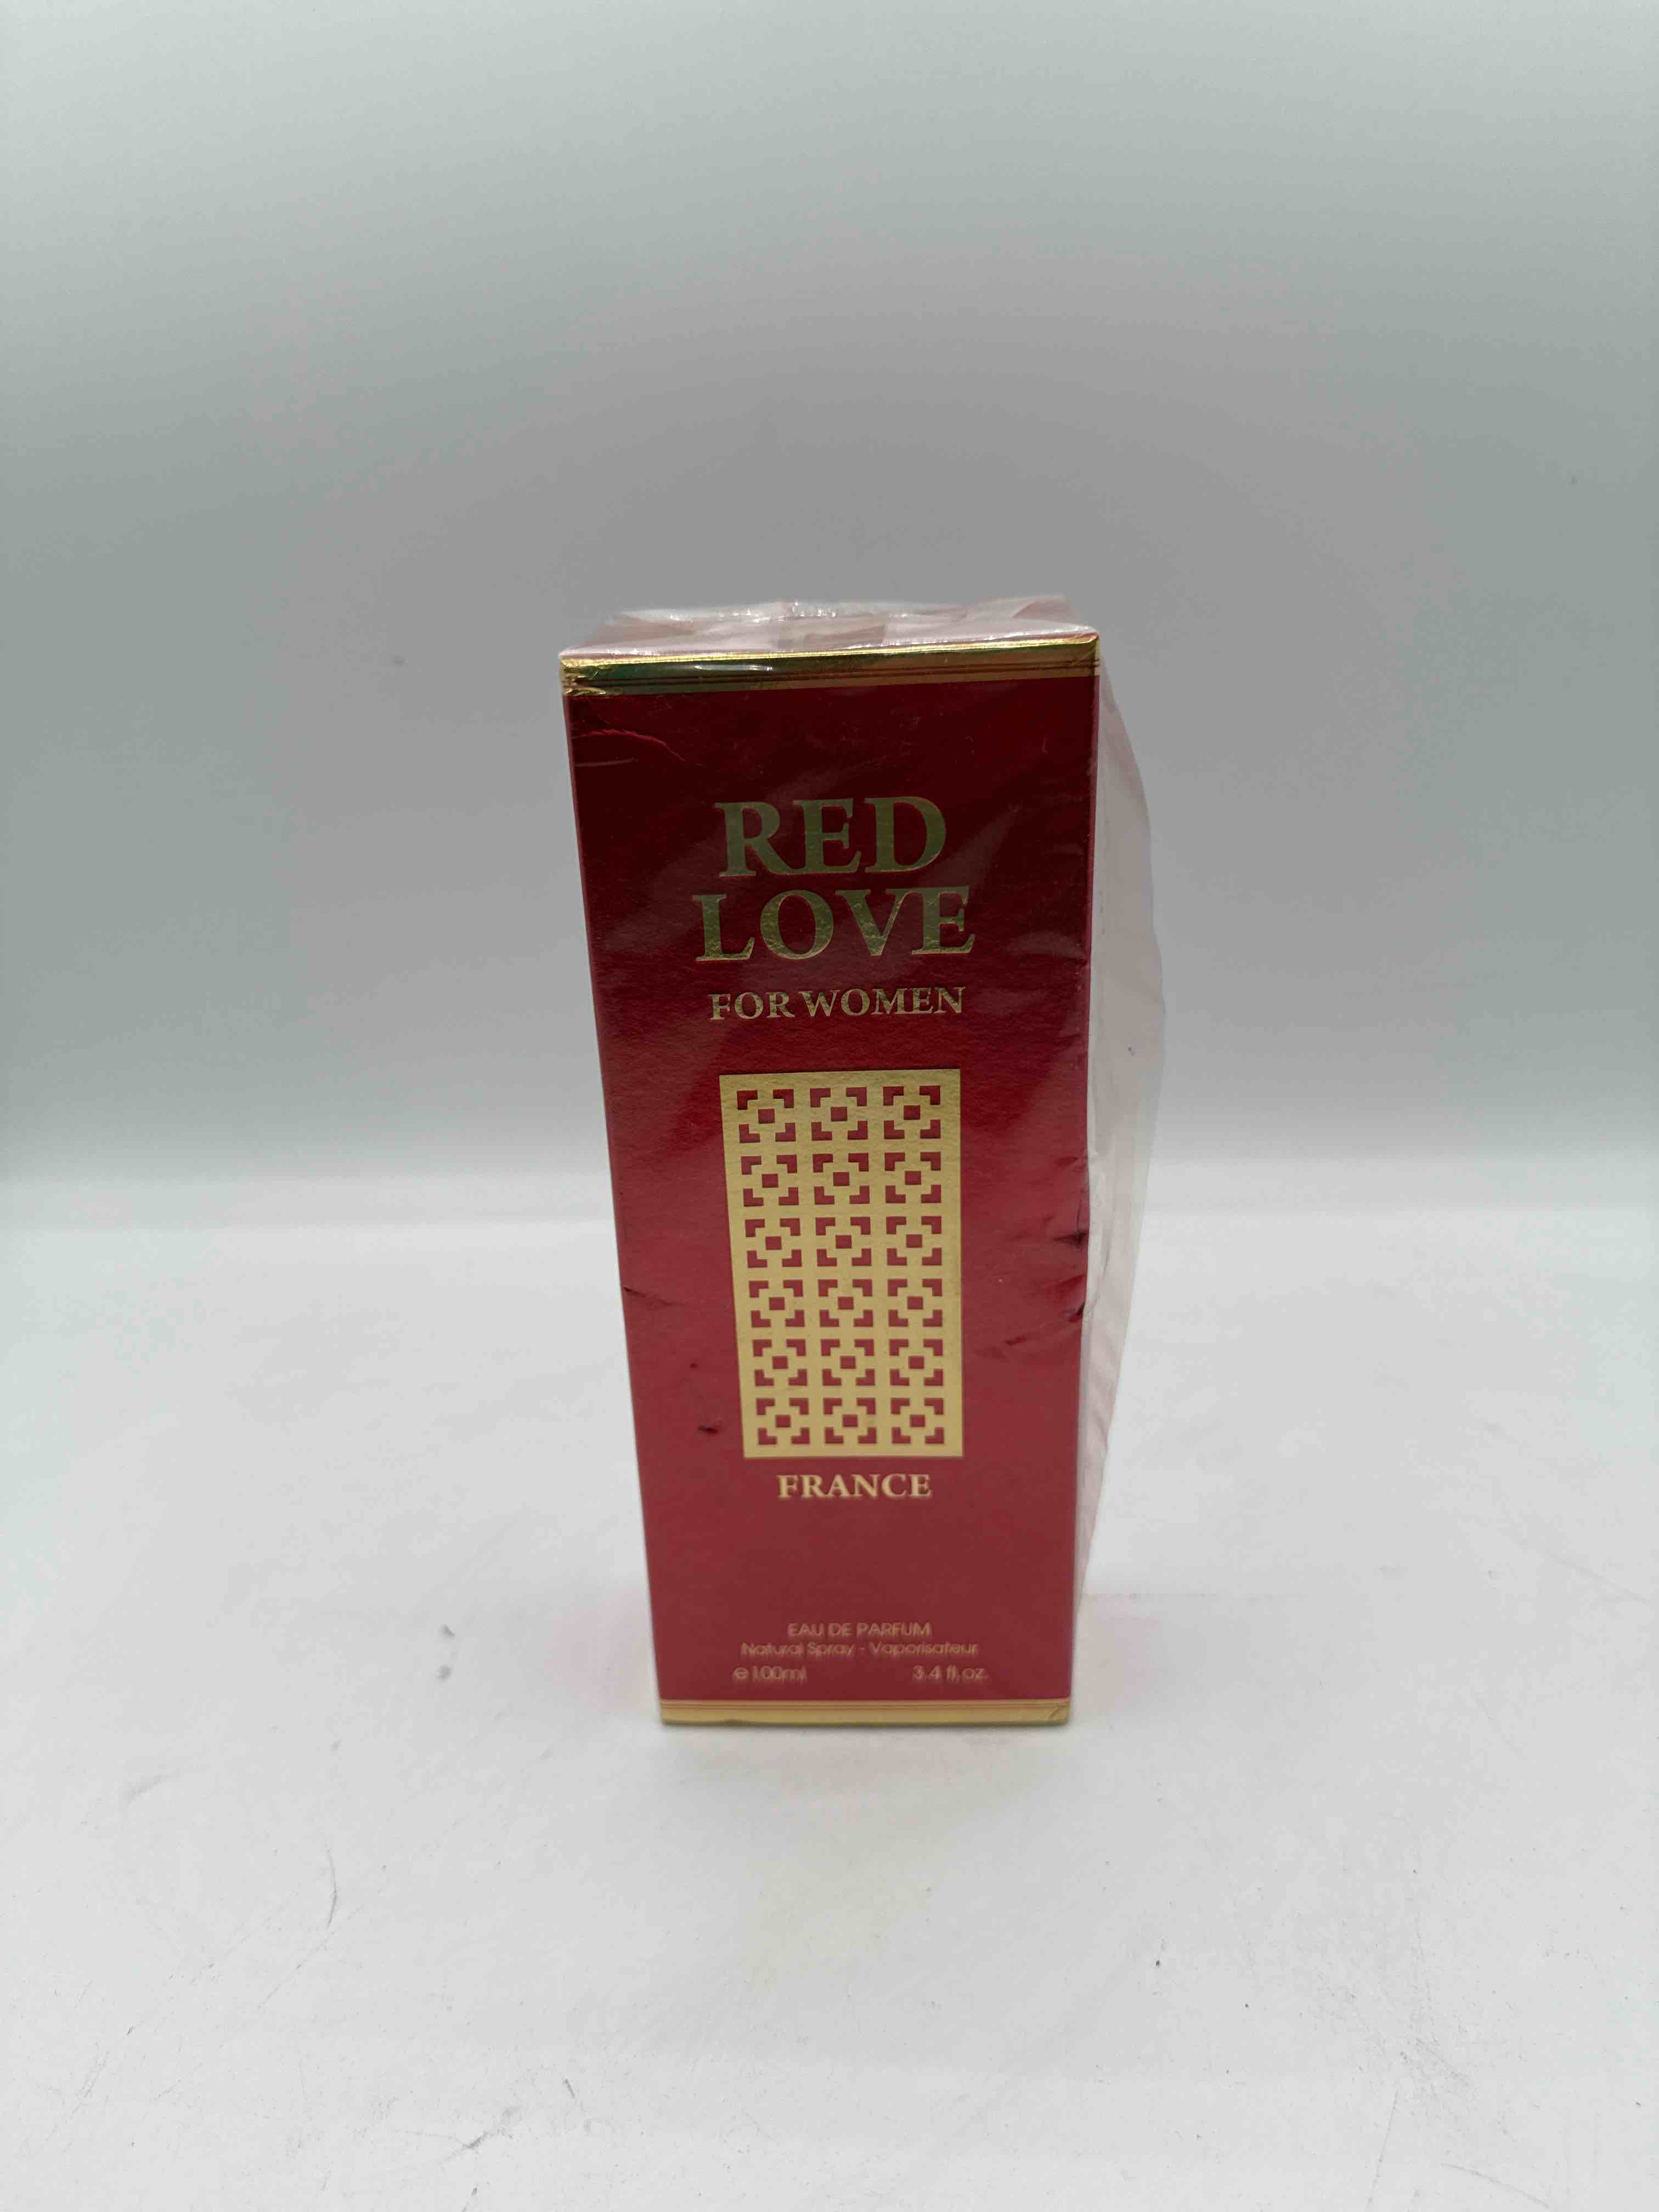 RED
LOVE
FOR WOMEN
FRANCE
EAU DE PARFUM
Natural Spray - Vaporisateur
℮100ml 3.4 fl.oz.